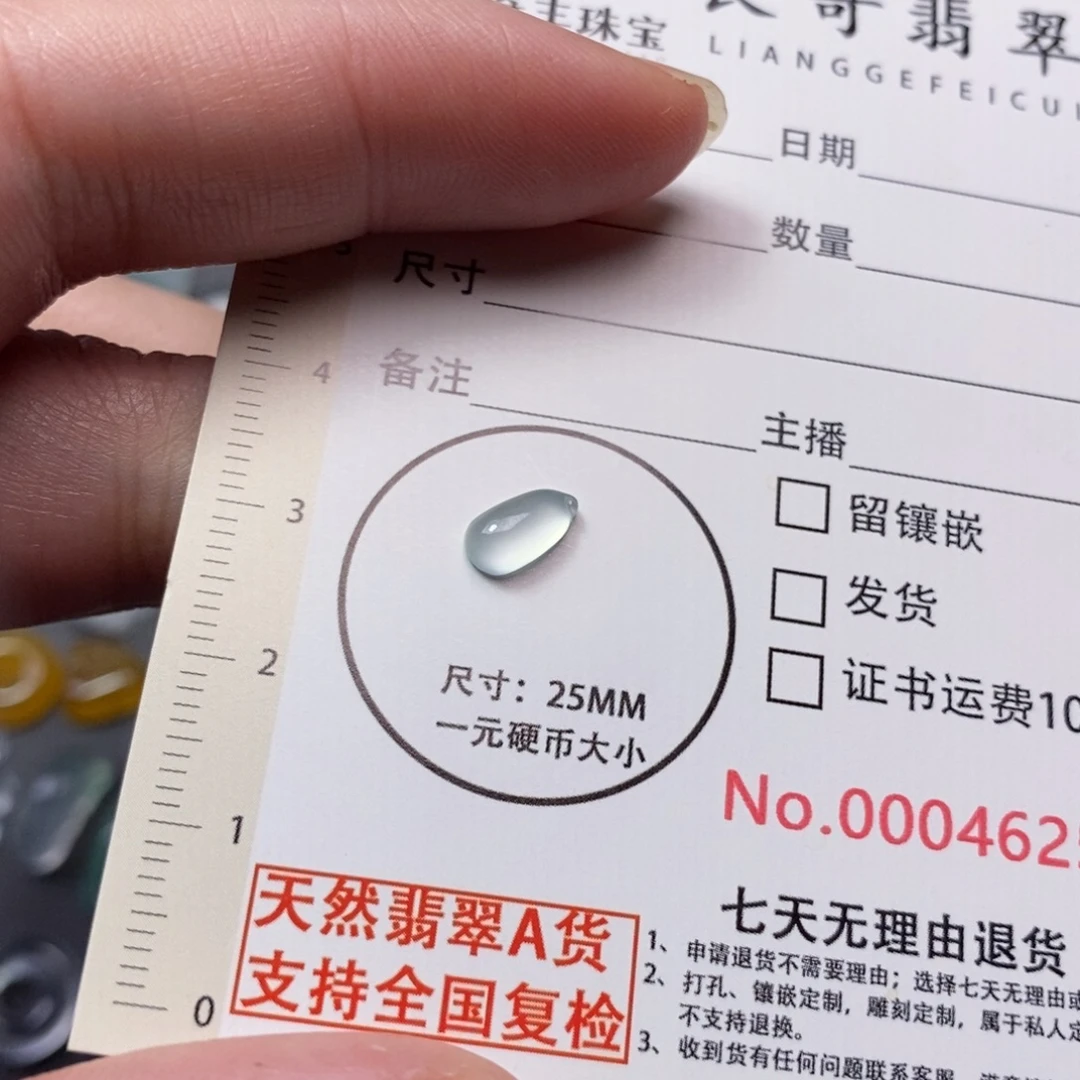 珠宝
翡翠
LIANGGEFEICUI
日期
数量
尺寸
备注
主播
4
3
2
1
0
留镶嵌
发货
证书运费10
尺寸：25MM
一元硬币大小
No.000462
天然翡翠A货
支持全国复检
七天无理由退货
1、申请退货不需要理由；选择七天无理由或
2、打孔、镶嵌定制，雕刻定制，属于私人定
不支持退换。
3、收到货有任何问题联系客服